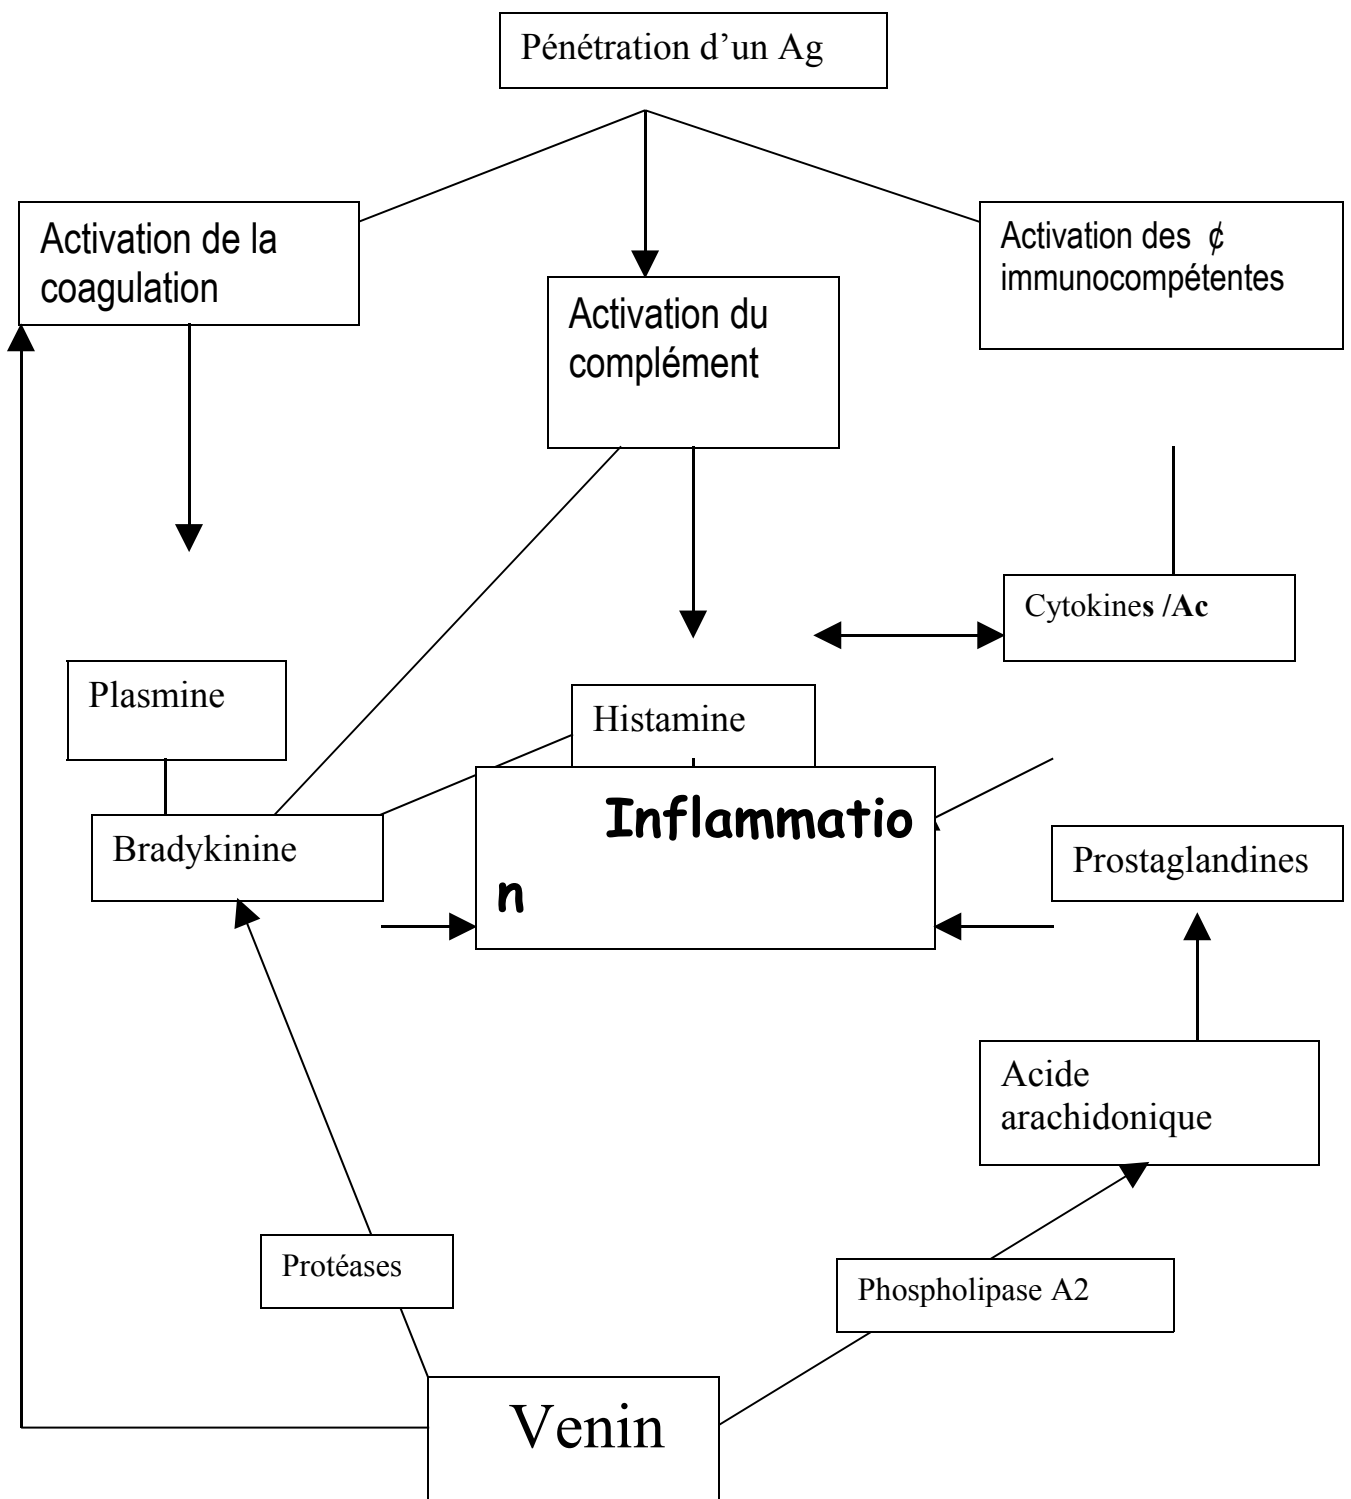 Pénétration d’un Ag
Activation de la
coagulation
Activation du
complément
Activation des ¢
immunocompétentes
Cytokines /Ac
Plasmine
Histamine
Bradykinine
Inflammatio
n
Prostaglandines
Acide
arachidonique
Protéases
Phospholipase A2
Venin